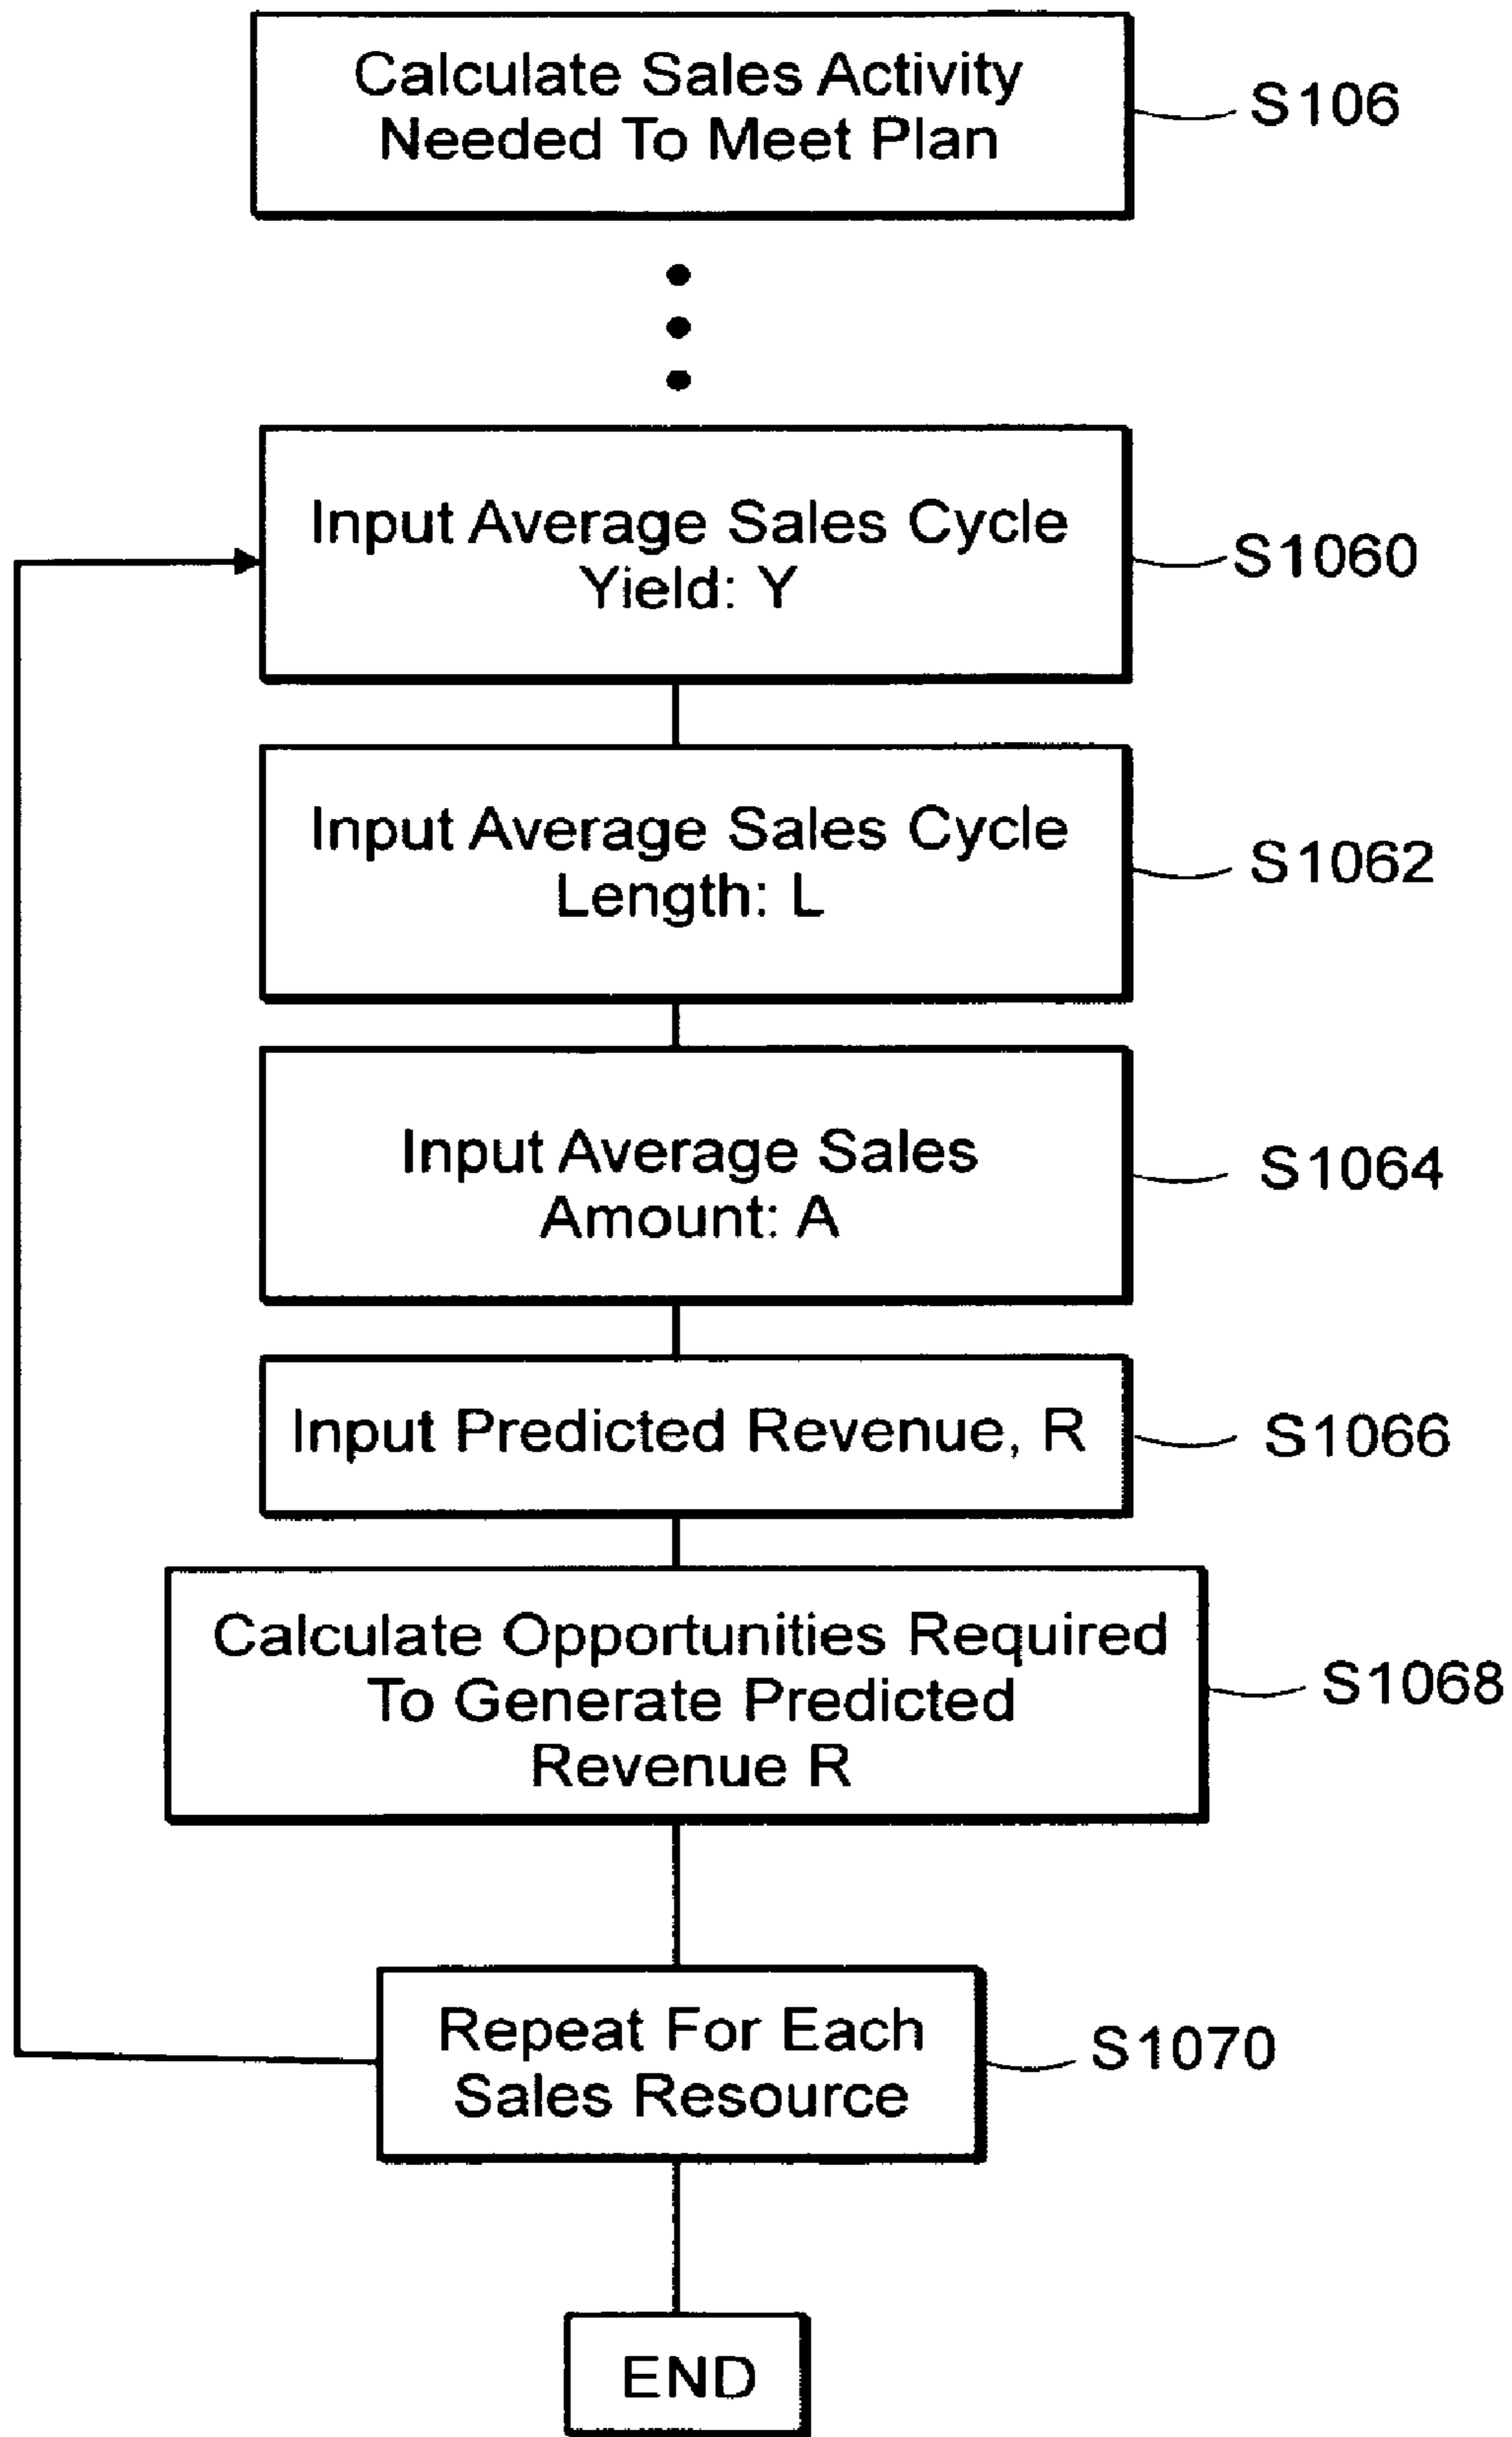 Calculate Sales Activity
Needed To Meet Plan
S106
Input Average Sales Cycle
Yield: Y
S1060
Input Average Sales Cycle
Length: L
S1062
Input Average Sales
Amount: A
S1064
Input Predicted Revenue, R
S1066
Calculate Opportunities Required
To Generate Predicted
Revenue R
S1068
Repeat For Each
Sales Resource
S1070
END